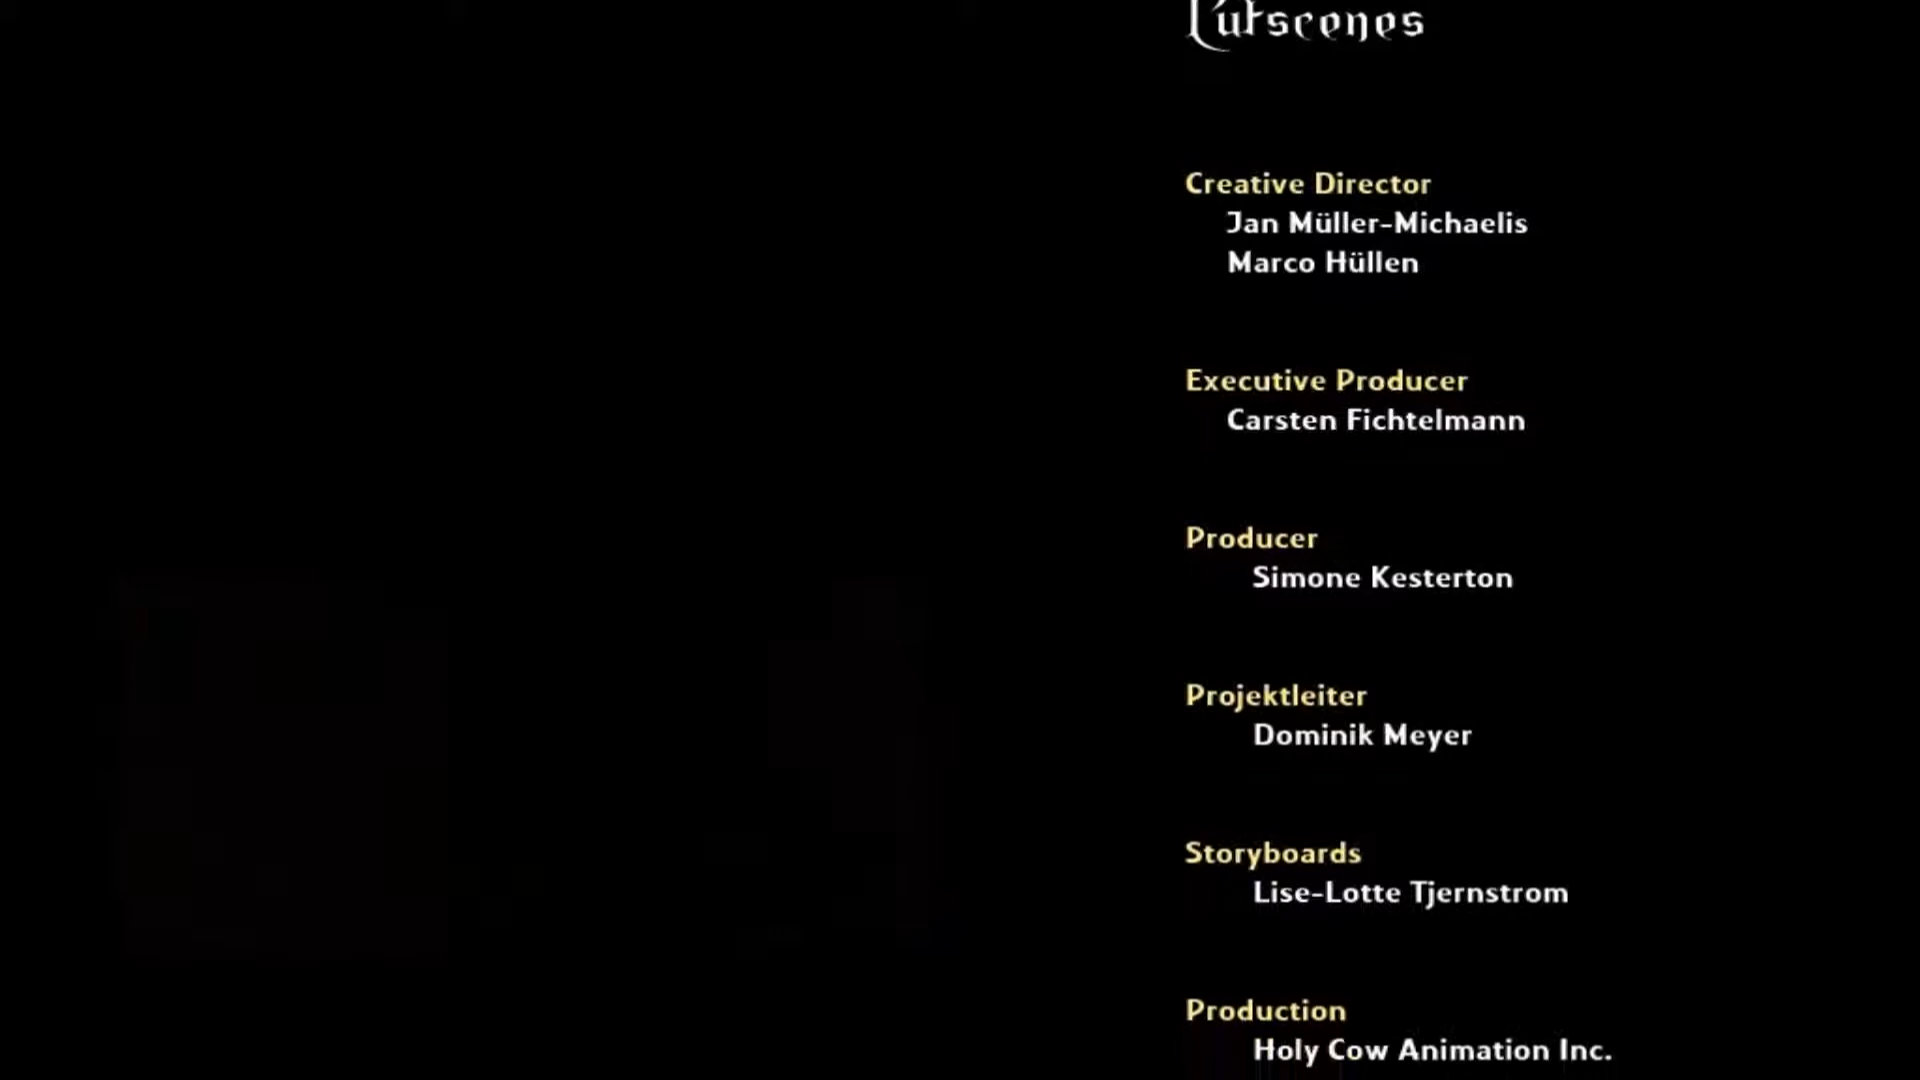 Cutscenes
Creative Director
Jan Müller-Michaelis
Marco Hüllen
Executive Producer
Carsten Fichtelmann
Producer
Simone Kesterton
Projektleiter
Dominik Meyer
Storyboards
Lise-Lotte Tjernstrom
Production
Holy Cow Animation Inc.